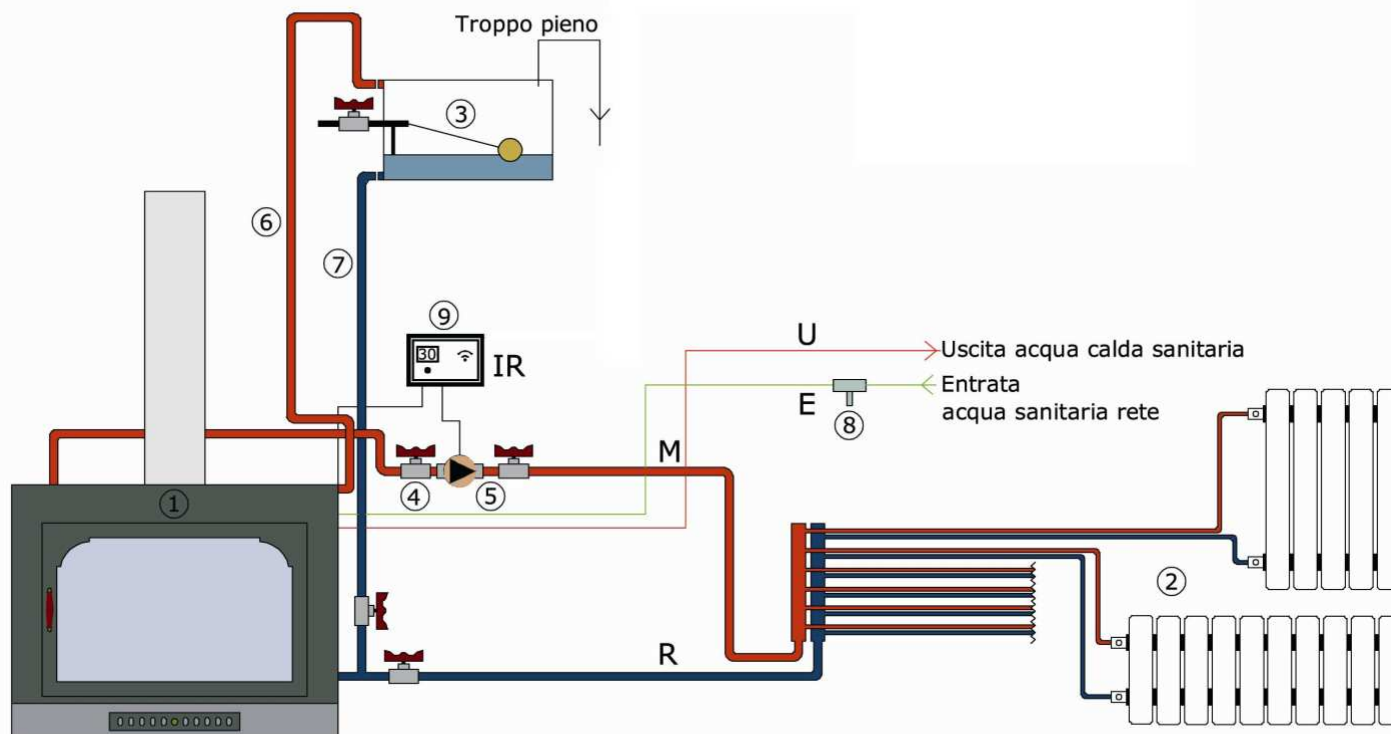 Troppo pieno
3
6
7
9
30
IR
U
Uscita acqua calda sanitaria
Entrata
E
acqua sanitaria rete
8
M
4
5
1
2
R